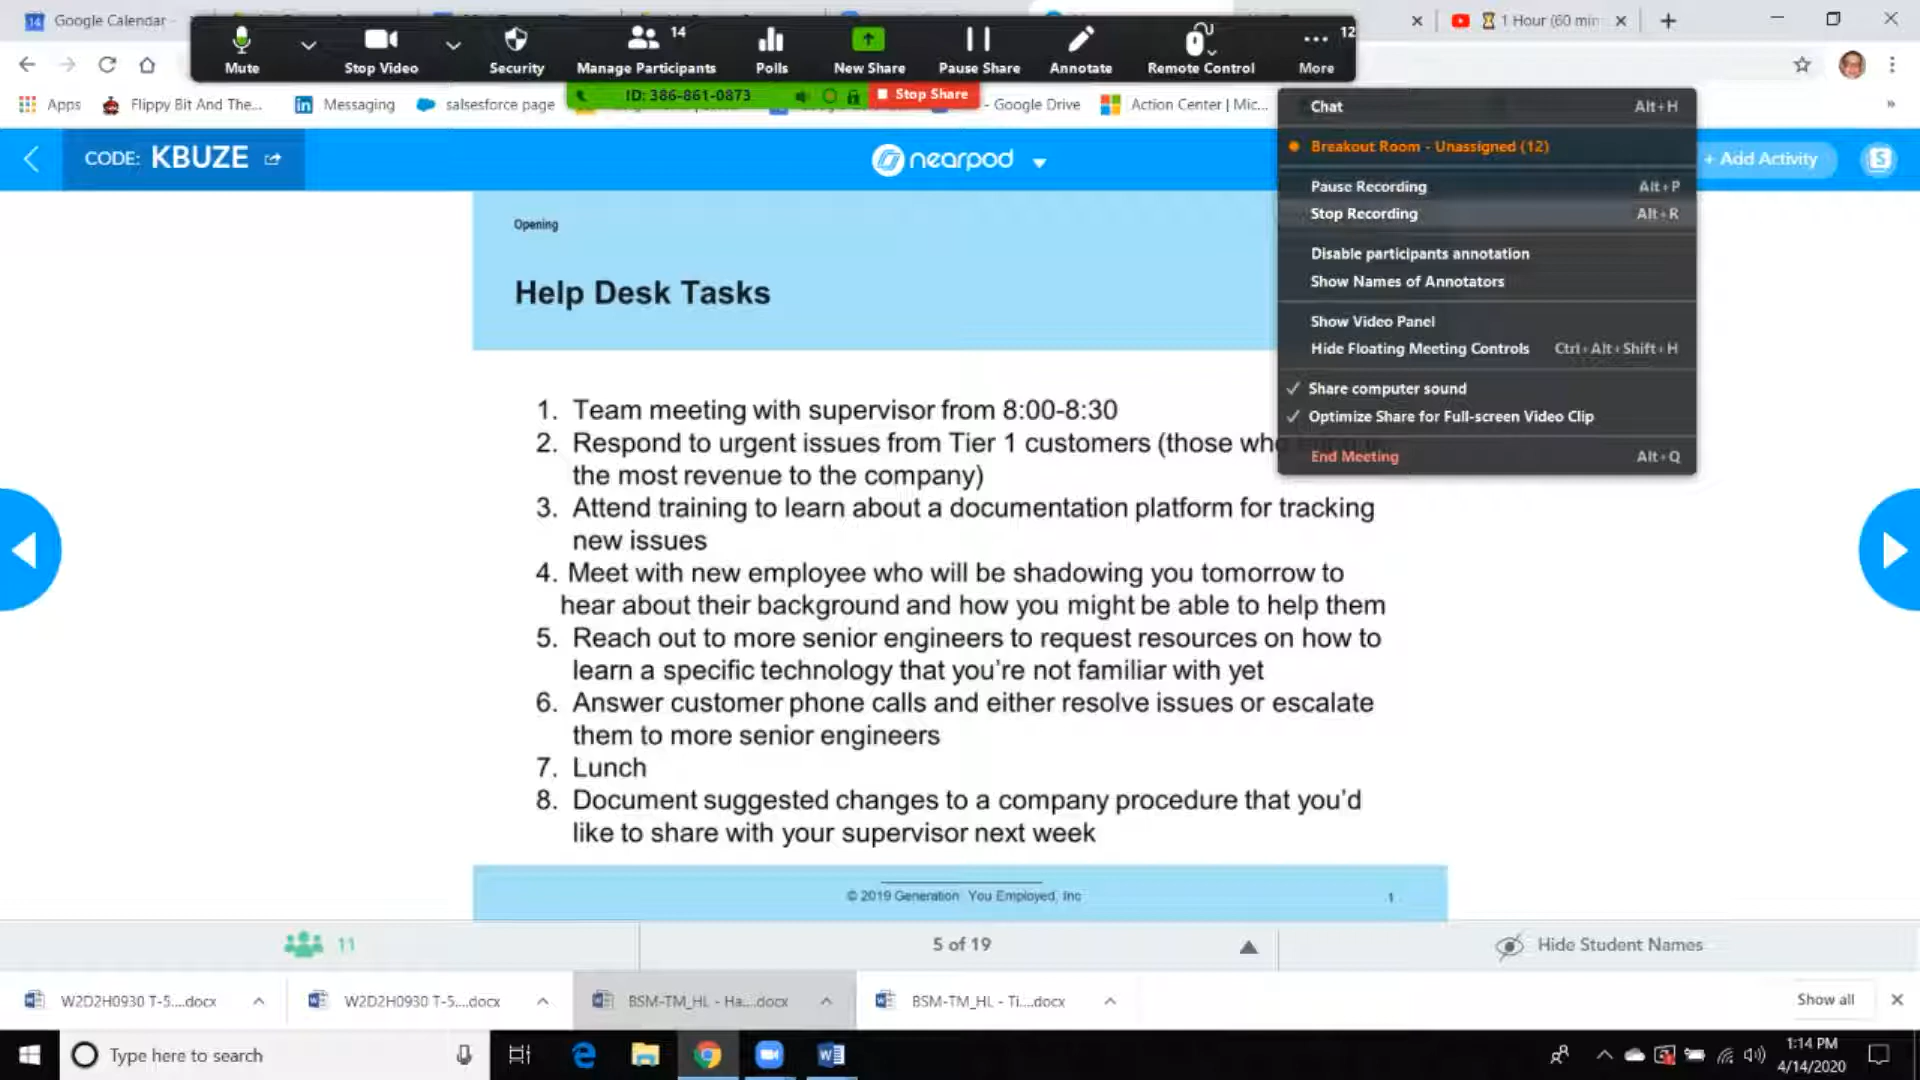 Google Calendar
1 Hour (60 min
Mute
Stop Video
Security
14
Manage Participants
Polls
New Share
Pause Share
Annotate
Remote Control
12
More
ID: 386-861-0873
Stop Share
Apps
Flippy Bit And The...
Messaging
salsesforce page
- Google Drive
Action Center | Mic...
»
Chat Alt+H
Breakout Room - Unassigned (12)
Pause Recording Alt+P
Stop Recording Alt+R
Disable participants annotation
Show Names of Annotators
Show Video Panel
Hide Floating Meeting Controls Ctrl+Alt+Shift+H
Share computer sound
Optimize Share for Full-screen Video Clip
End Meeting Alt+Q
CODE: KBUZE
nearpod
+ Add Activity
S
Opening
Help Desk Tasks
1. Team meeting with supervisor from 8:00-8:30
2. Respond to urgent issues from Tier 1 customers (those who
the most revenue to the company)
3. Attend training to learn about a documentation platform for tracking
new issues
4. Meet with new employee who will be shadowing you tomorrow to
hear about their background and how you might be able to help them
5. Reach out to more senior engineers to request resources on how to
learn a specific technology that you're not familiar with yet
6. Answer customer phone calls and either resolve issues or escalate
them to more senior engineers
7. Lunch
8. Document suggested changes to a company procedure that you'd
like to share with your supervisor next week
© 2019 Generation: You Employed, Inc
1
11
5 of 19
Hide Student Names
W2D2H0930 T-5....docx
W2D2H0930 T-5....docx
BSM-TM_HL - Ha....docx
BSM-TM_HL - Ti....docx
Show all
Type here to search
1:14 PM
4/14/2020